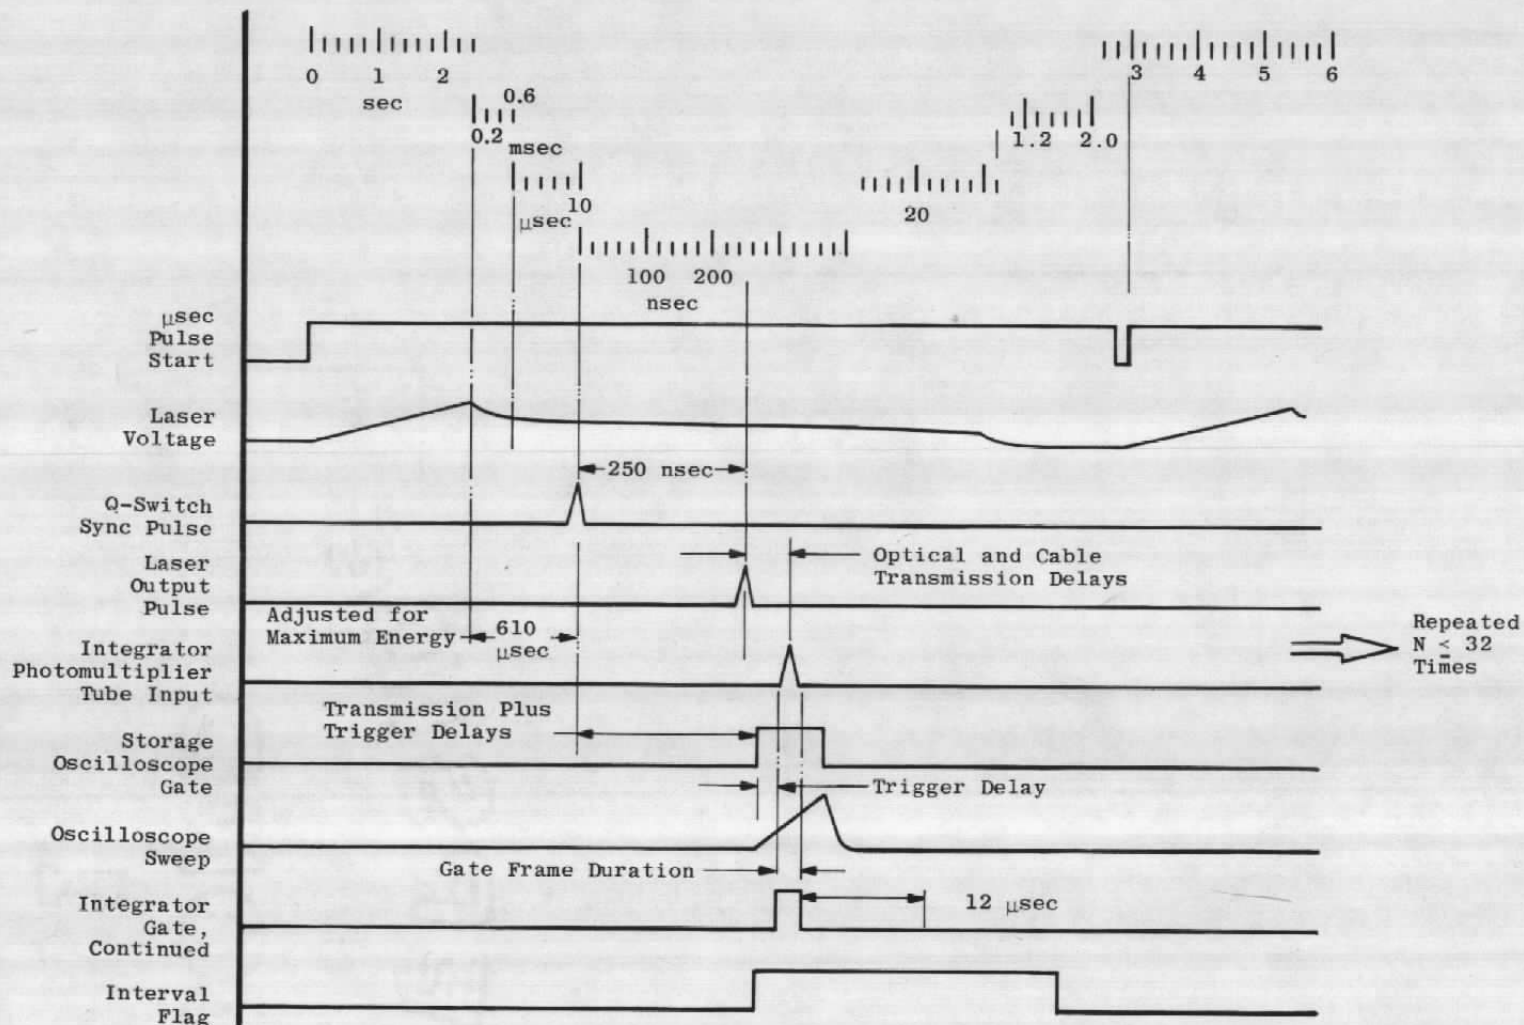 0 1 2
sec
3 4 5 6
0.6
0.2
msec
1.2 2.0
10
μsec
20
100 200
nsec
μsec
Pulse
Start
Laser
Voltage
250 nsec
Q-Switch
Sync Pulse
Optical and Cable
Transmission Delays
Laser
Output
Pulse
Adjusted for
Maximum Energy
610
μsec
Repeated
N ≤ 32
Times
Integrator
Photomultiplier
Tube Input
Transmission Plus
Trigger Delays
Storage
Oscilloscope
Gate
Trigger Delay
Oscilloscope
Sweep
Gate Frame Duration
Integrator
Gate,
Continued
12 μsec
Interval
Flag